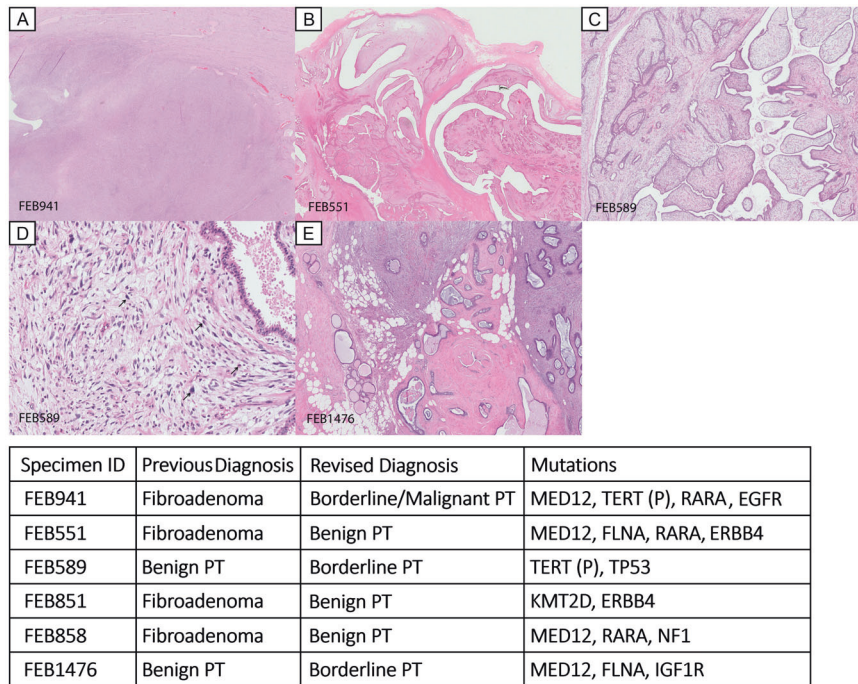 A
FEB941
B
FEB551
C
FEB589
D
FEB589
E
FEB1476
Specimen ID Previous Diagnosis Revised Diagnosis Mutations
FEB941 Fibroadenoma Borderline/Malignant PT MED12, TERT (P), RARA, EGFR
FEB551 Fibroadenoma Benign PT MED12, FLNA, RARA, ERBB4
FEB589 Benign PT Borderline PT TERT (P), TP53
FEB851 Fibroadenoma Benign PT KMT2D, ERBB4
FEB858 Fibroadenoma Benign PT MED12, RARA, NF1
FEB1476 Benign PT Borderline PT MED12, FLNA, IGF1R